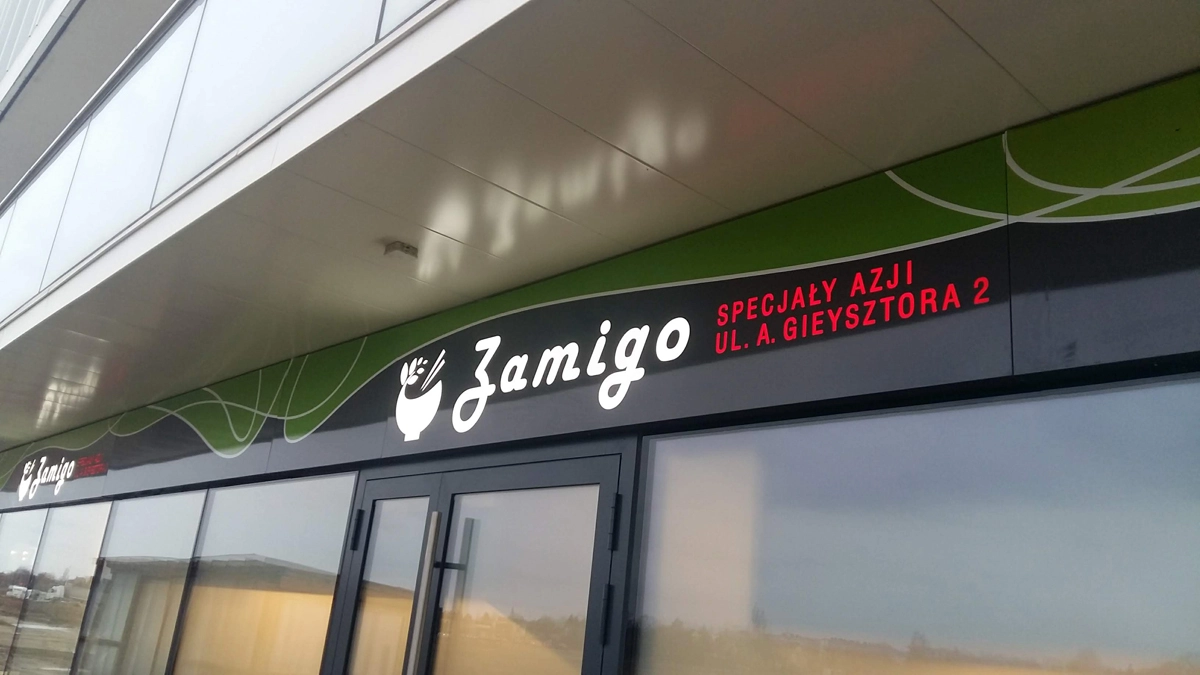 Zamigo
SPECJAŁY AZJI
UL. A. GIEYSZTORA 2
Zamigo